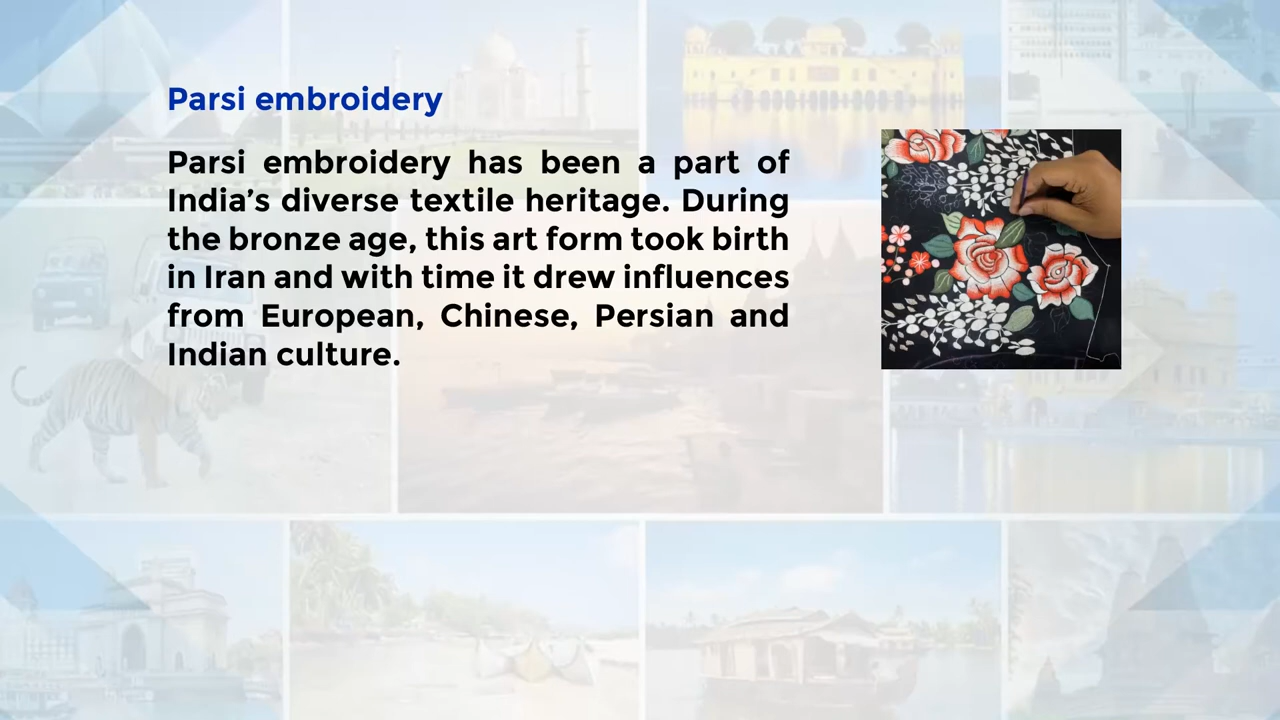 Parsi embroidery
Parsi embroidery has been a part of
India’s diverse textile heritage. During
the bronze age, this art form took birth
in Iran and with time it drew influences
from European, Chinese, Persian and
Indian culture.